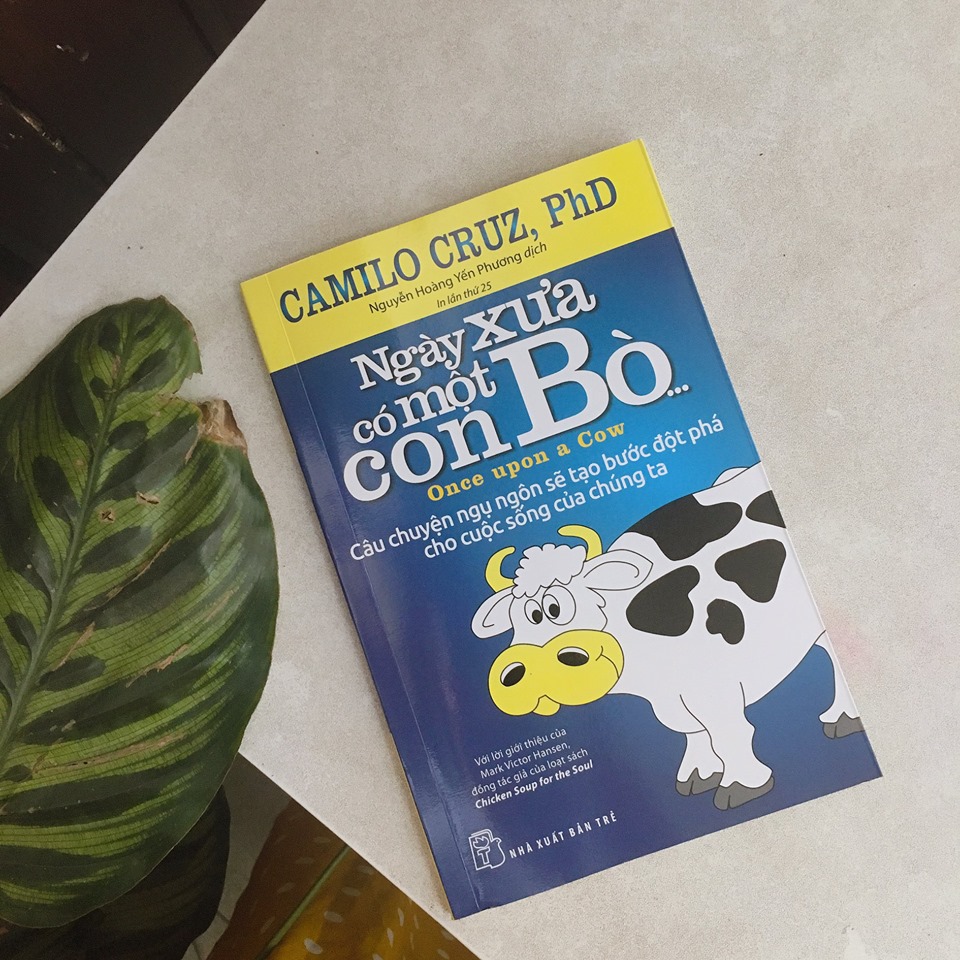 CAMILO CRUZ, PhD
Nguyễn Hoàng Yến Phương dịch
In lần thứ 25
Ngày xưa
có một
con Bò...
Once upon a Cow
Câu chuyện ngụ ngôn sẽ tạo bước đột phá
cho cuộc sống của chúng ta
Với lời giới thiệu của
Mark Victor Hansen,
đồng tác giả của loạt sách
Chicken Soup for the Soul
NHÀ XUẤT BẢN TRẺ